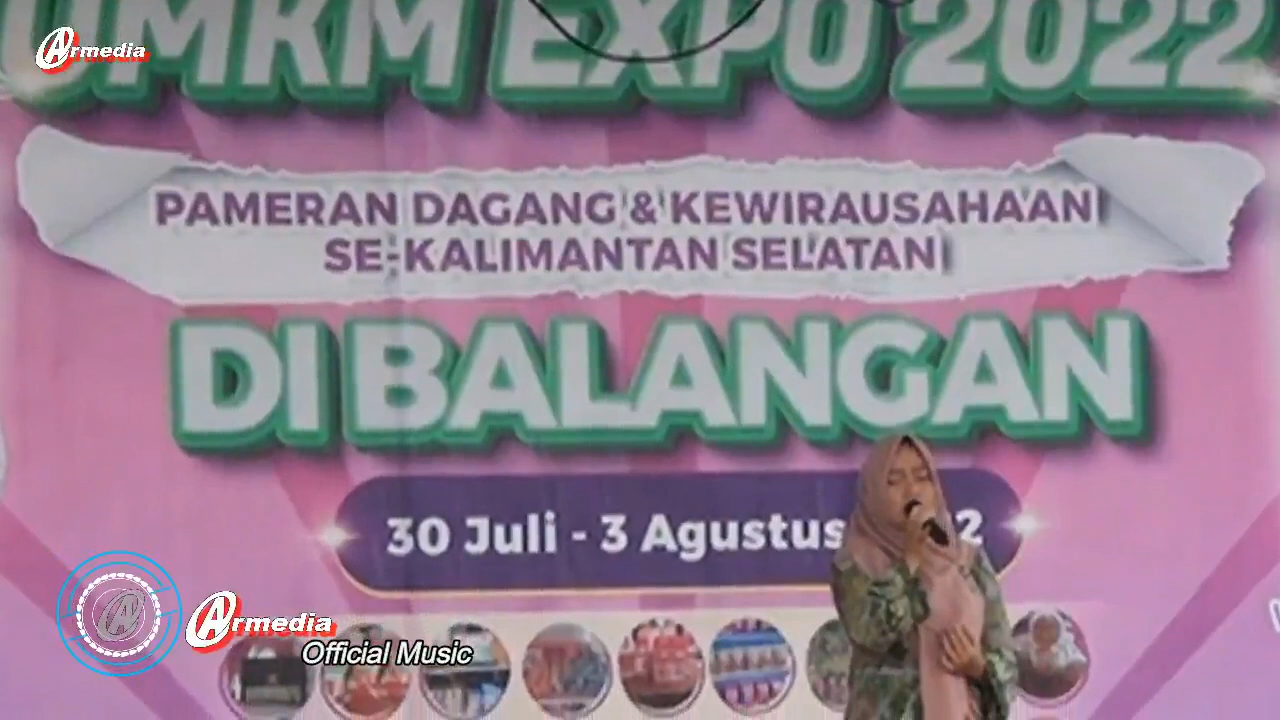 UMKM EXPO 2022
Armedia
PAMERAN DAGANG & KEWIRAUSAHAAN
SE-KALIMANTAN SELATAN
DI BALANGAN
30 Juli - 3 Agustus 2
Armedia
Official Music